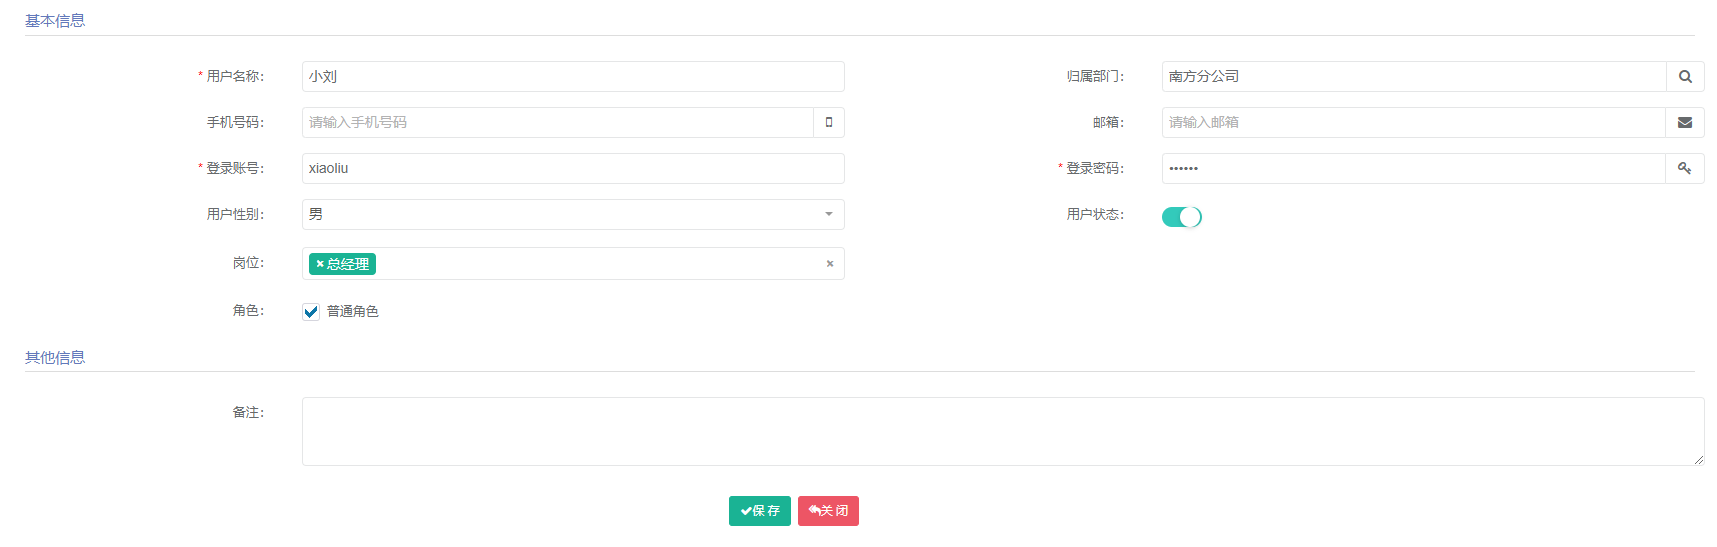 基本信息
* 用户名称： 小刘 归属部门： 南方分公司
手机号码： 请输入手机号码 邮箱： 请输入邮箱
* 登录账号： xiaoliu * 登录密码： ••••••
用户性别： 男 用户状态：
岗位： × 总经理 ×
角色： 普通角色
其他信息
备注：
保存 关闭